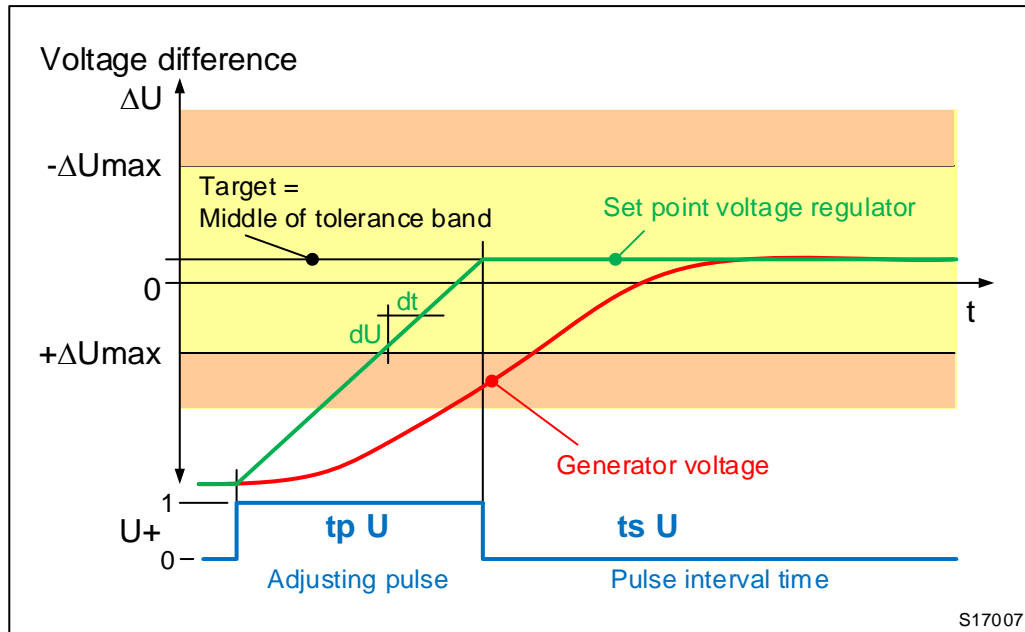 Voltage difference
ΔU
-ΔUmax
Target =
Middle of tolerance band
Set point voltage regulator
0
t
dt
dU
+ΔUmax
Generator voltage
1
U+
tp U
ts U
0
Adjusting pulse
Pulse interval time
S17007